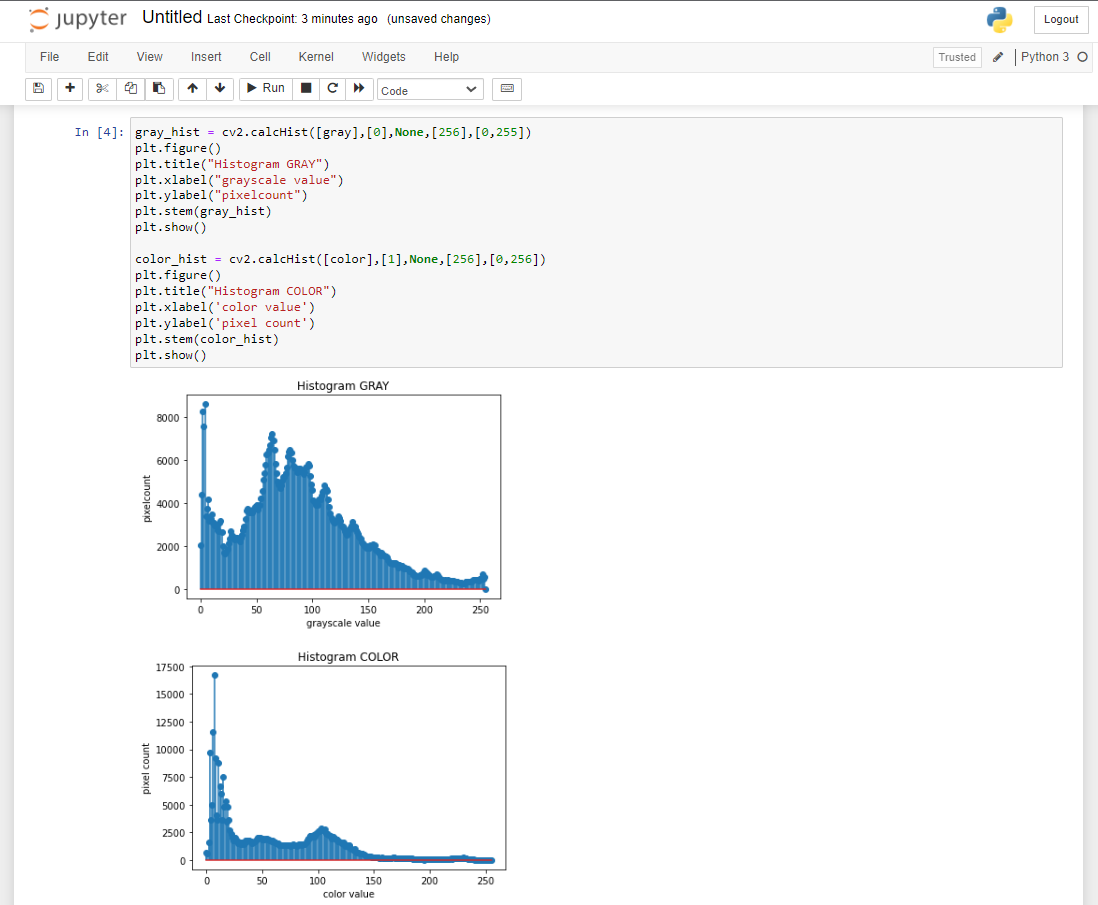 jupyter Untitled Last Checkpoint: 3 minutes ago (unsaved changes)
Logout
File Edit View Insert Cell Kernel Widgets Help
Trusted Python 3
Run Code
In [4]: gray_hist = cv2.calcHist([gray],[0],None,[256],[0,255])
plt.figure()
plt.title("Histogram GRAY")
plt.xlabel("grayscale value")
plt.ylabel("pixelcount")
plt.stem(gray_hist)
plt.show()
color_hist = cv2.calcHist([color],[1],None,[256],[0,256])
plt.figure()
plt.title("Histogram COLOR")
plt.xlabel('color value')
plt.ylabel('pixel count')
plt.stem(color_hist)
plt.show()
Histogram GRAY
8000
6000
4000
2000
0
pixelcount
0 50 100 150 200 250
grayscale value
Histogram COLOR
17500
15000
12500
10000
7500
5000
2500
0
pixel count
0 50 100 150 200 250
color value